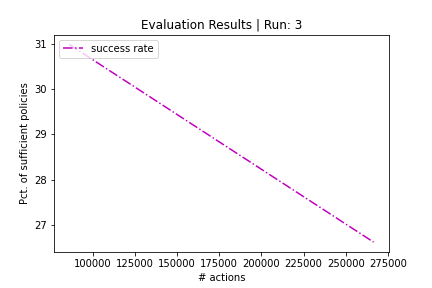 Evaluation Results | Run: 3
success rate
Pct. of sufficient policies
31
30
29
28
27
100000 125000 150000 175000 200000 225000 250000 275000
# actions